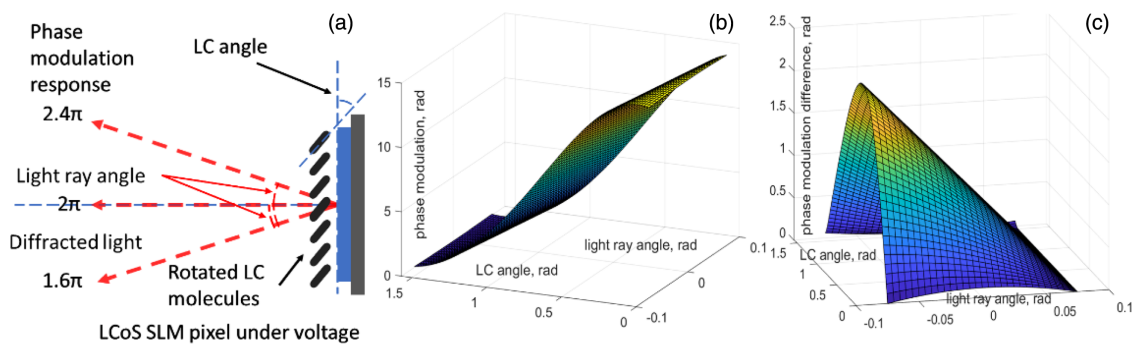 (a)
Phase
modulation
response
LC angle
2.4π
Light ray angle
2π
Diffracted light
1.6π
Rotated LC
molecules
LCoS SLM pixel under voltage
(b)
phase modulation, rad
15
10
5
0
1.5
1
0.5
0
LC angle, rad
light ray angle, rad
0.1
0
-0.1
(c)
phase modulation difference, rad
2.5
2
1.5
1
0.5
0
1.5
1
0.5
0
LC angle, rad
light ray angle, rad
-0.1
-0.05
0
0.05
0.1